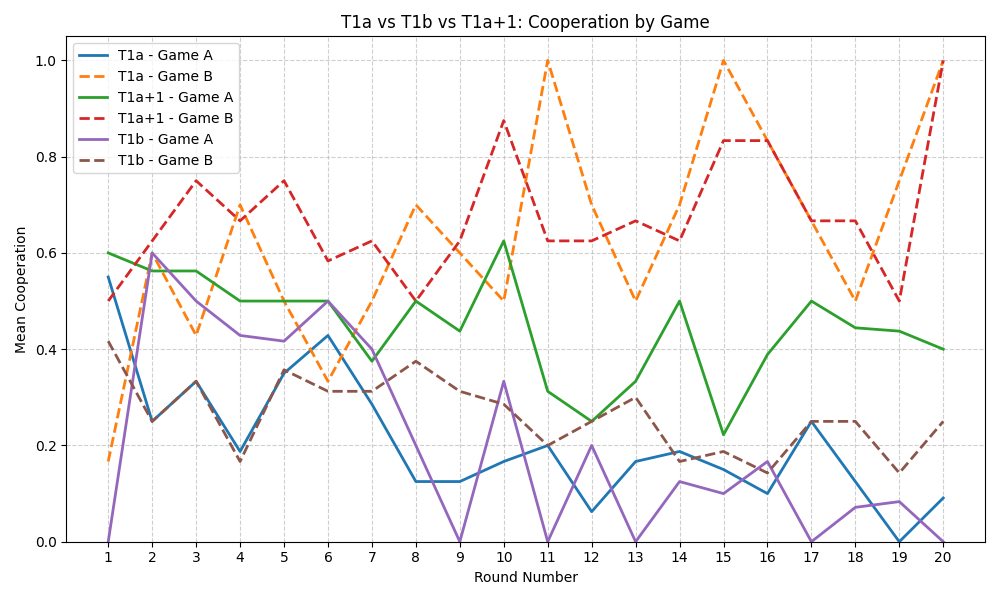 T1a vs T1b vs T1a+1: Cooperation by Game
T1a - Game A
T1a - Game B
T1a+1 - Game A
T1a+1 - Game B
T1b - Game A
T1b - Game B
Mean Cooperation
1.0
0.8
0.6
0.4
0.2
0.0
1 2 3 4 5 6 7 8 9 10 11 12 13 14 15 16 17 18 19 20
Round Number